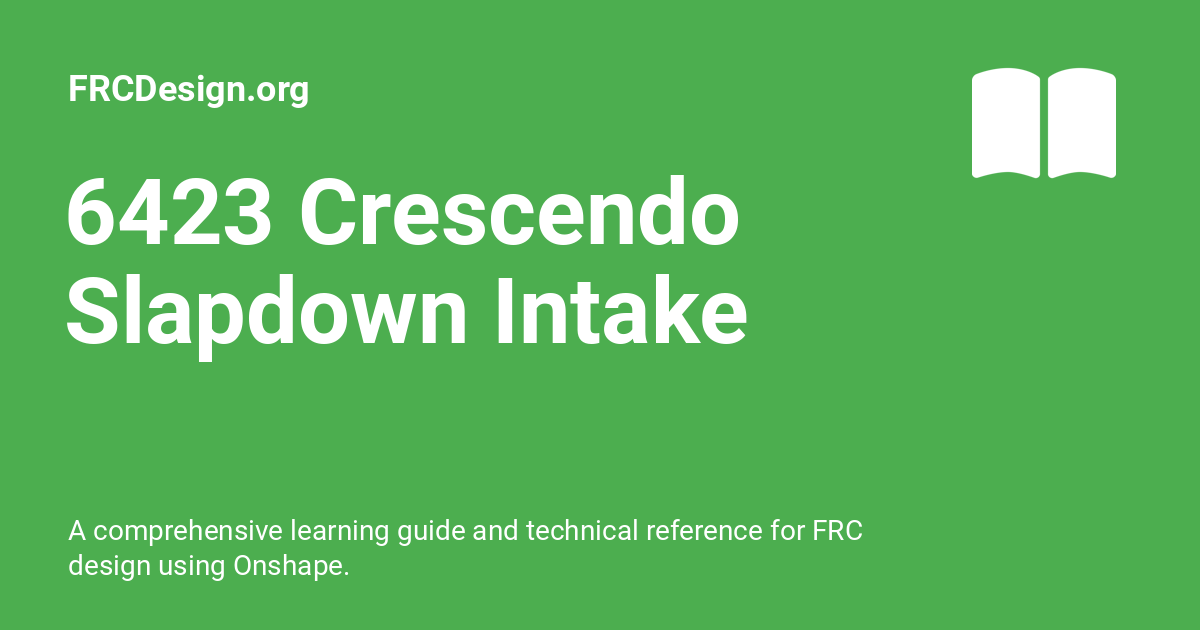 FRCDesign.org
6423 Crescendo
Slapdown Intake
A comprehensive learning guide and technical reference for FRC
design using Onshape.